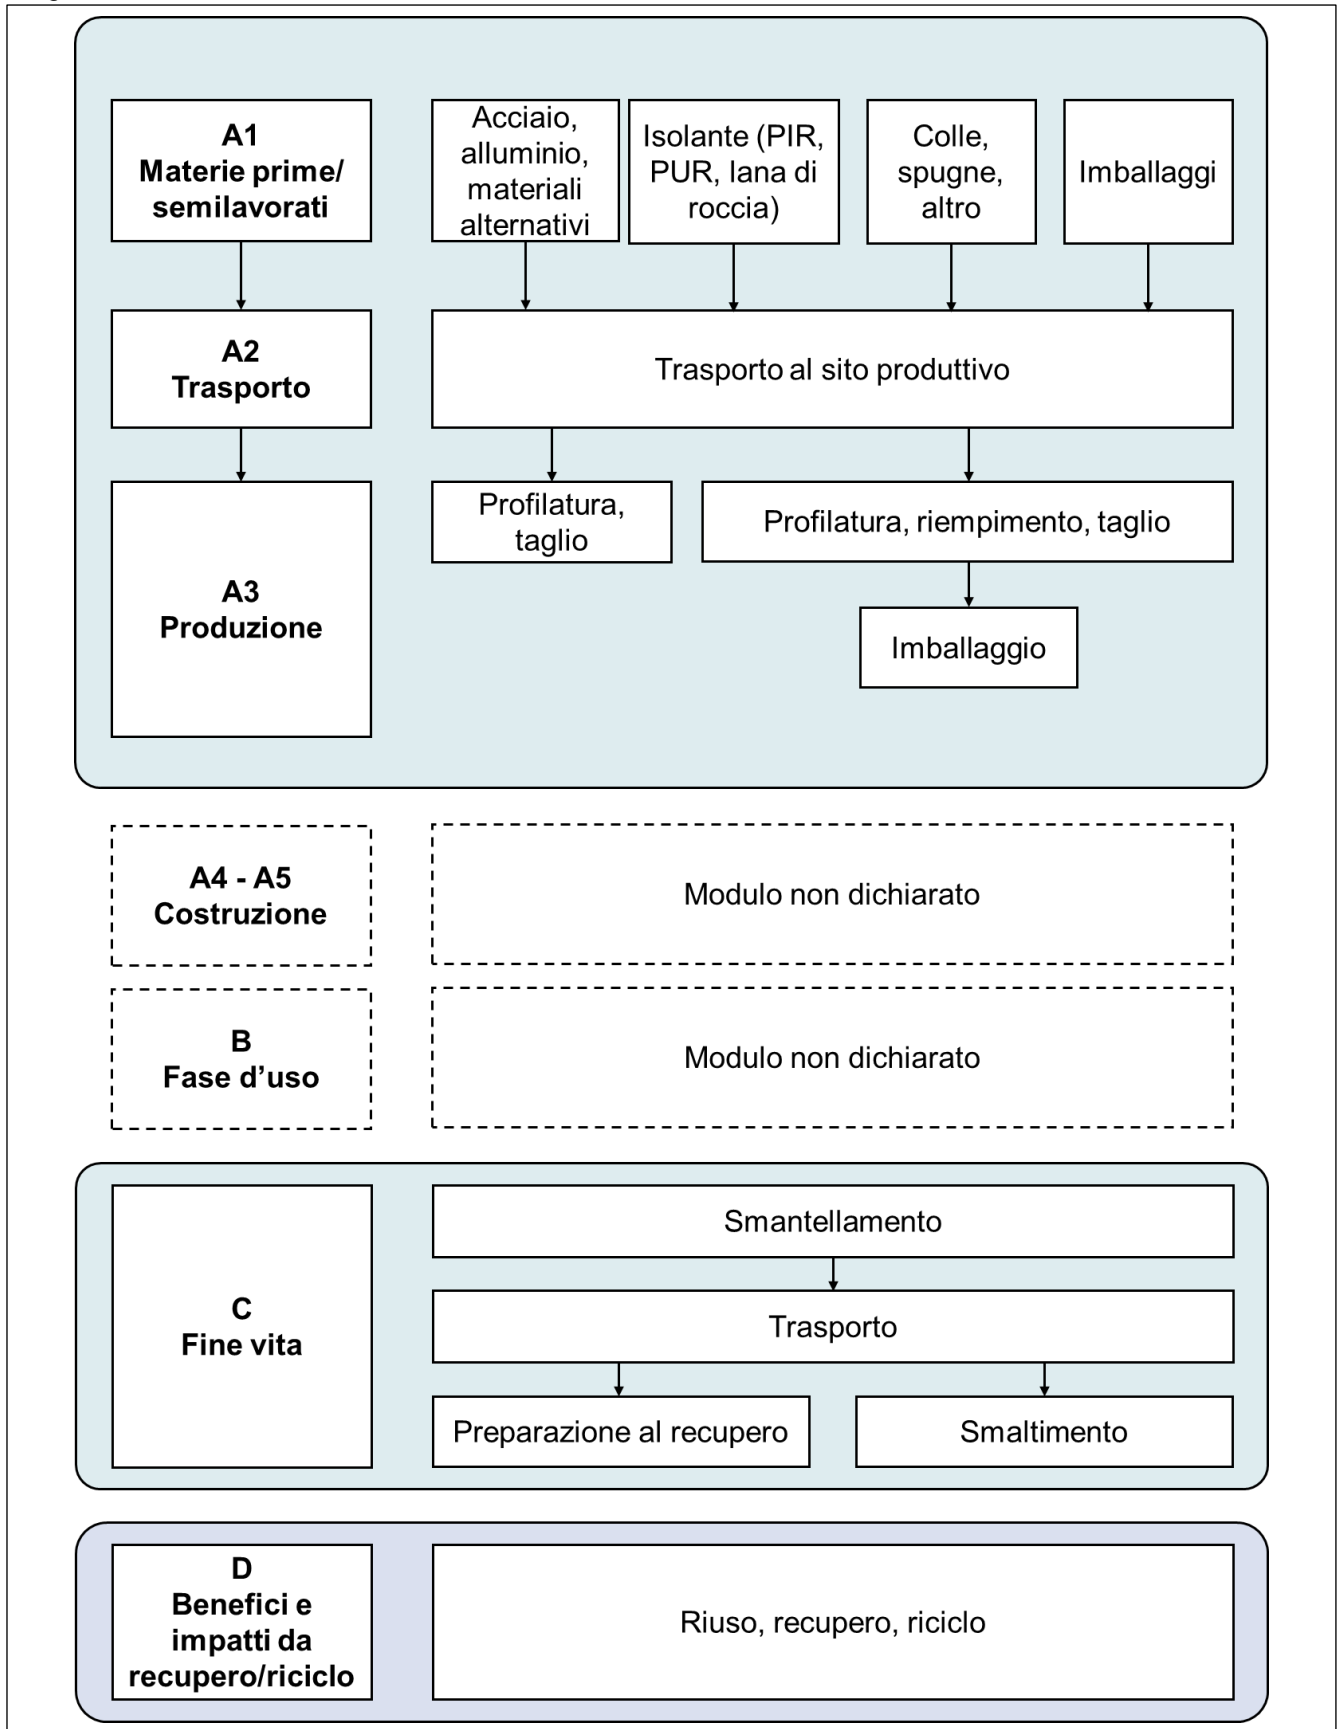 A1
Materie prime/
semilavorati
Acciaio,
alluminio,
materiali
alternativi
Isolante (PIR,
PUR, lana di
roccia)
Colle,
spugne,
altro
Imballaggi
A2
Trasporto
Trasporto al sito produttivo
A3
Produzione
Profilatura,
taglio
Profilatura, riempimento, taglio
Imballaggio
A4 - A5
Costruzione
Modulo non dichiarato
B
Fase d’uso
Modulo non dichiarato
C
Fine vita
Smantellamento
Trasporto
Preparazione al recupero
Smaltimento
D
Benefici e
impatti da
recupero/riciclo
Riuso, recupero, riciclo